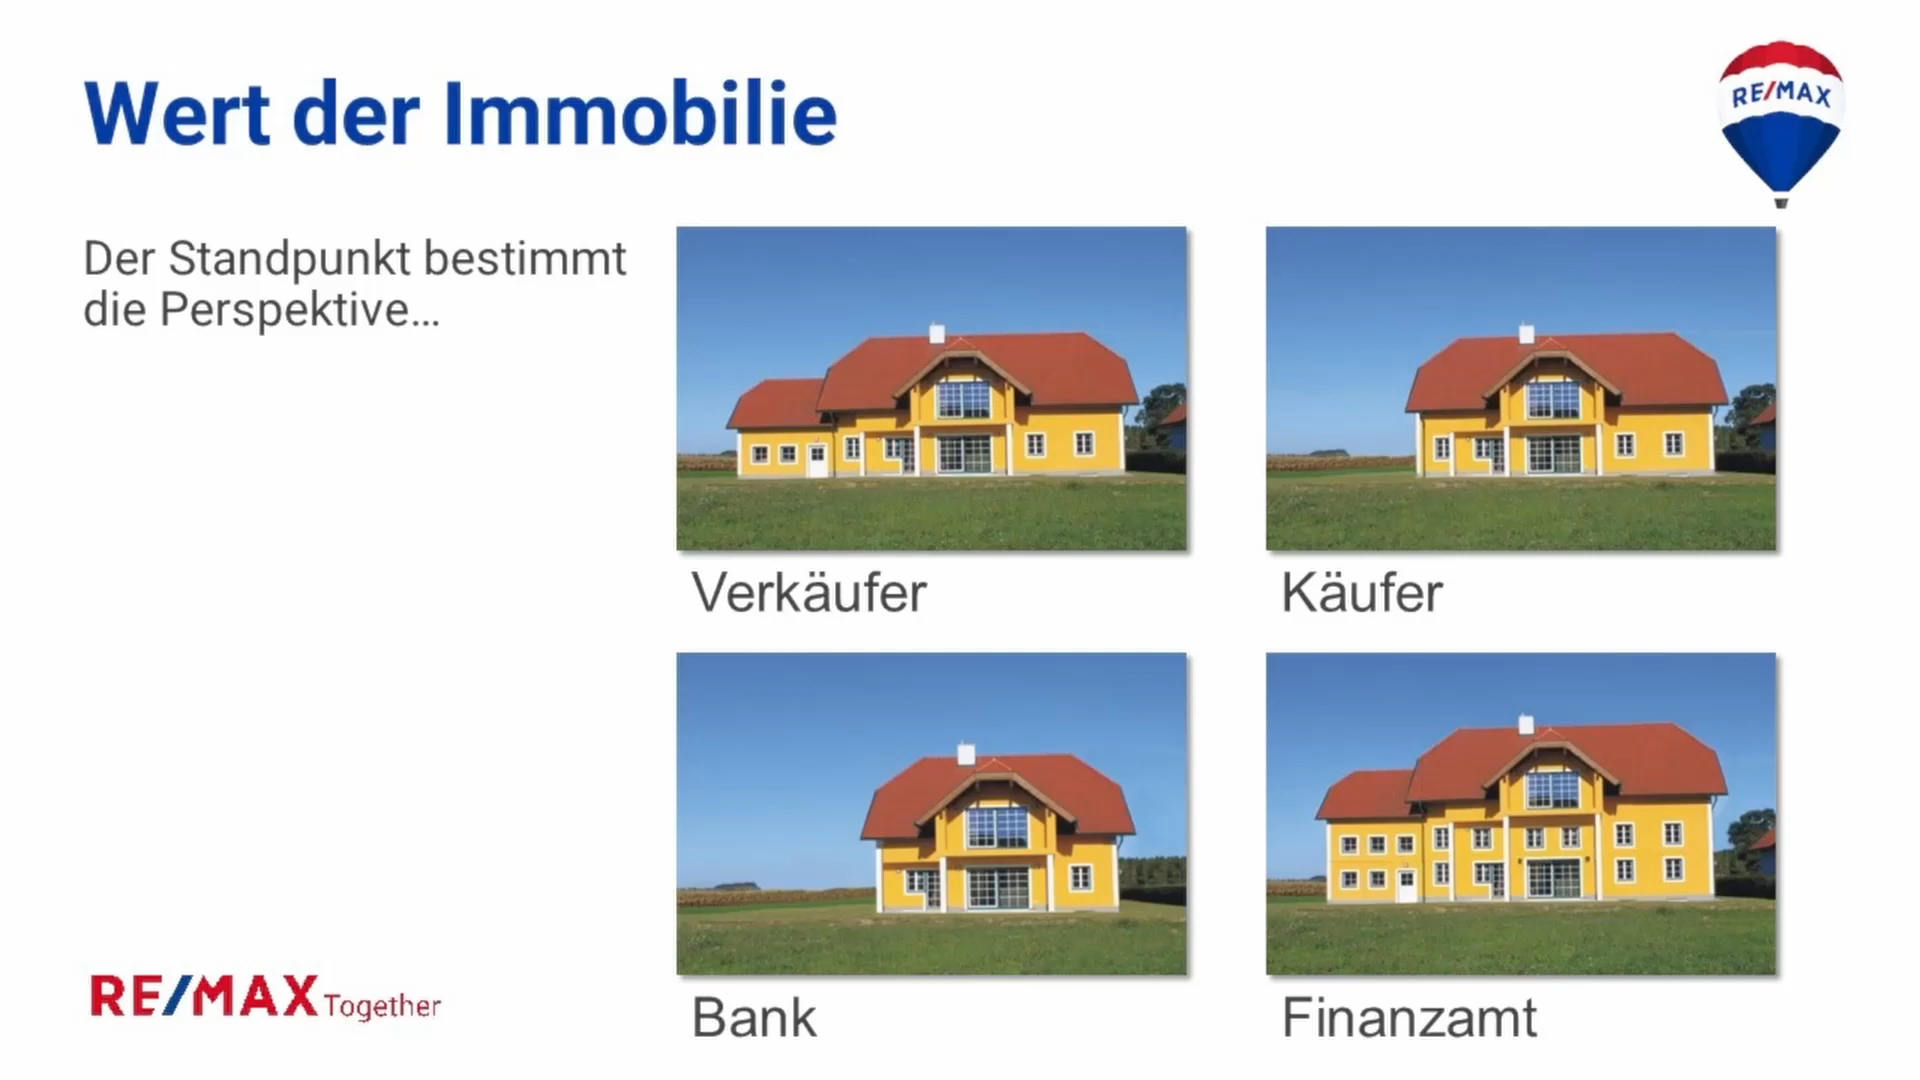 Wert der Immobilie
RE/MAX
Der Standpunkt bestimmt
die Perspektive...
Verkäufer
Käufer
Bank
Finanzamt
RE/MAX Together